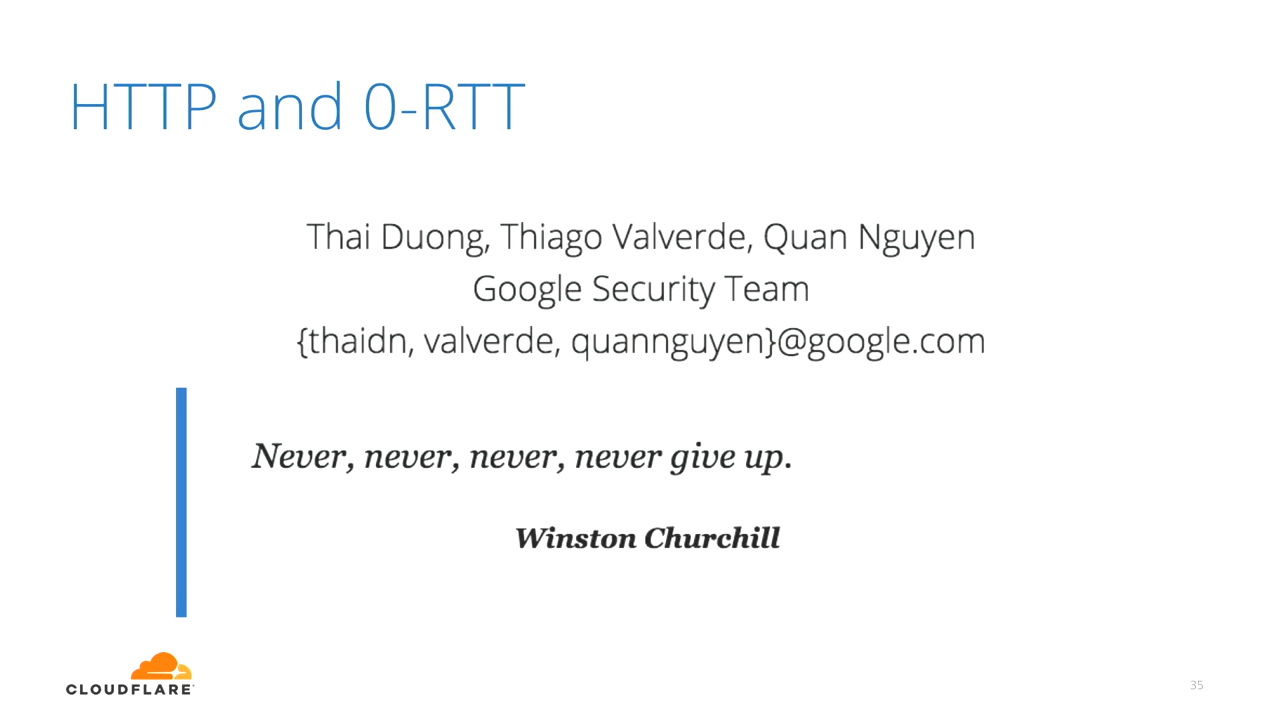 HTTP and 0-RTT
Thai Duong, Thiago Valverde, Quan Nguyen
Google Security Team
{thaidn, valverde, quannguyen}@google.com
Never, never, never, never give up.
Winston Churchill
CLOUDFLARE
35